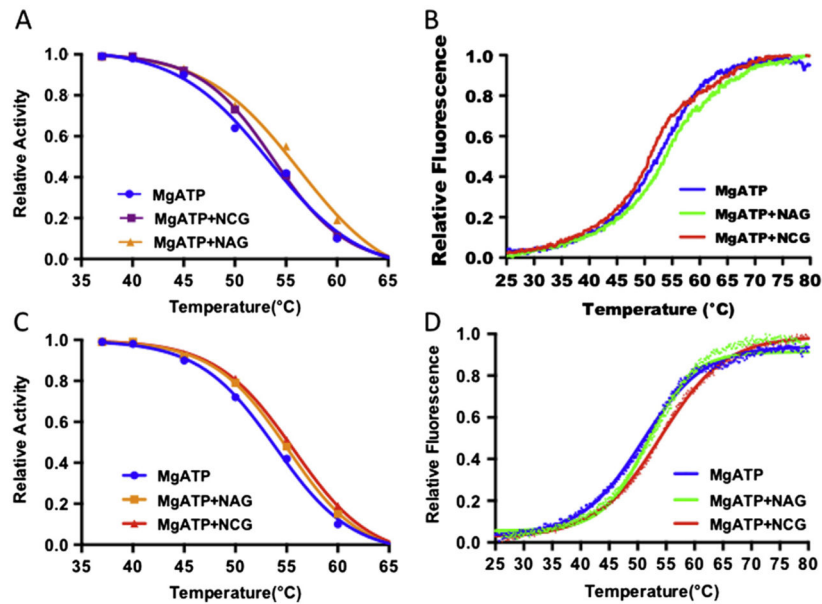 A
Relative Activity
1.0
0.8
0.6
0.4
0.2
0.0
MgATP
MgATP+NCG
MgATP+NAG
35 40 45 50 55 60 65
Temperature(°C)
B
Relative Fluorescence
1.0
0.8
0.6
0.4
0.2
0.0
MgATP
MgATP+NAG
MgATP+NCG
25 30 35 40 45 50 55 60 65 70 75 80
Temperature (°C)
C
Relative Activity
1.0
0.8
0.6
0.4
0.2
0.0
MgATP
MgATP+NAG
MgATP+NCG
35 40 45 50 55 60 65
Temperature(°C)
D
Relative Fluorescence
1.0
0.8
0.6
0.4
0.2
0.0
MgATP
MgATP+NAG
MgATP+NCG
25 30 35 40 45 50 55 60 65 70 75 80
Temperature(°C)